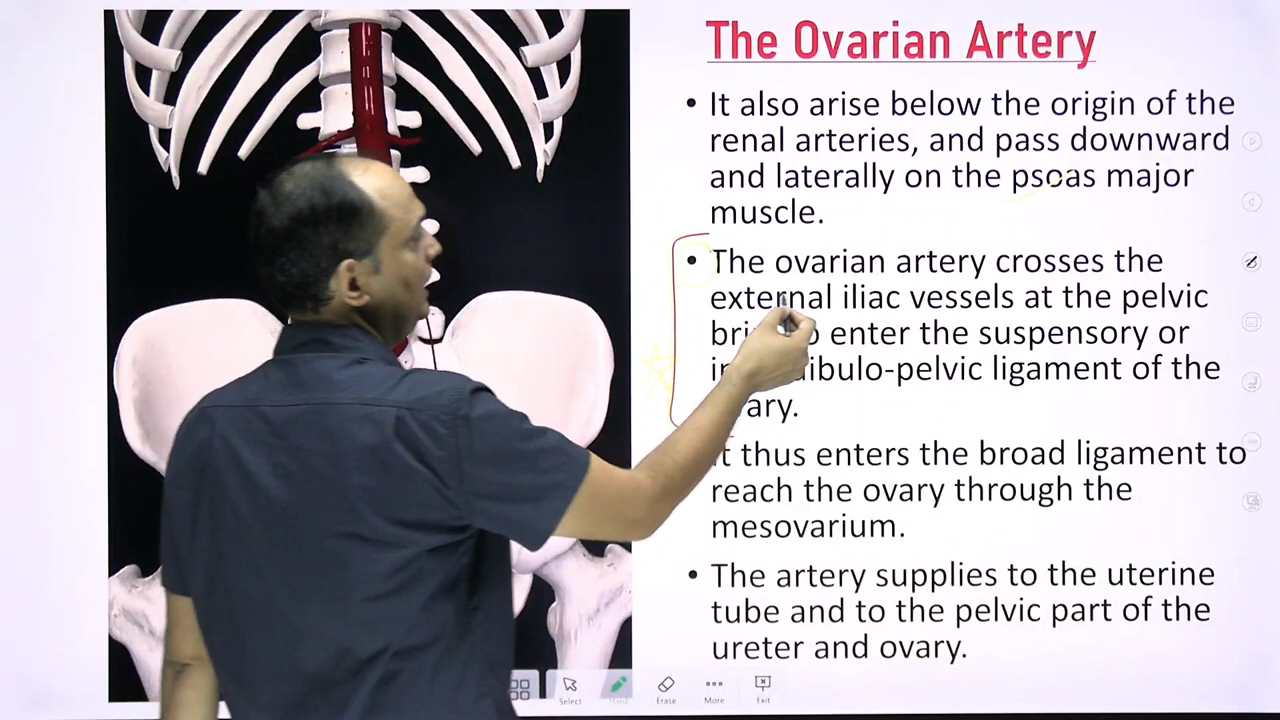 The Ovarian Artery
• It also arise below the origin of the
renal arteries, and pass downward
and laterally on the psoas major
muscle.
• The ovarian artery crosses the
external iliac vessels at the pelvic
enter the suspensory or
pelvic ligament of the
It thus enters the broad ligament to
reach the ovary through the
mesovarium.
• The artery supplies to the uterine
tube and to the pelvic part of the
ureter and ovary.
Select
Erase
More
Exit